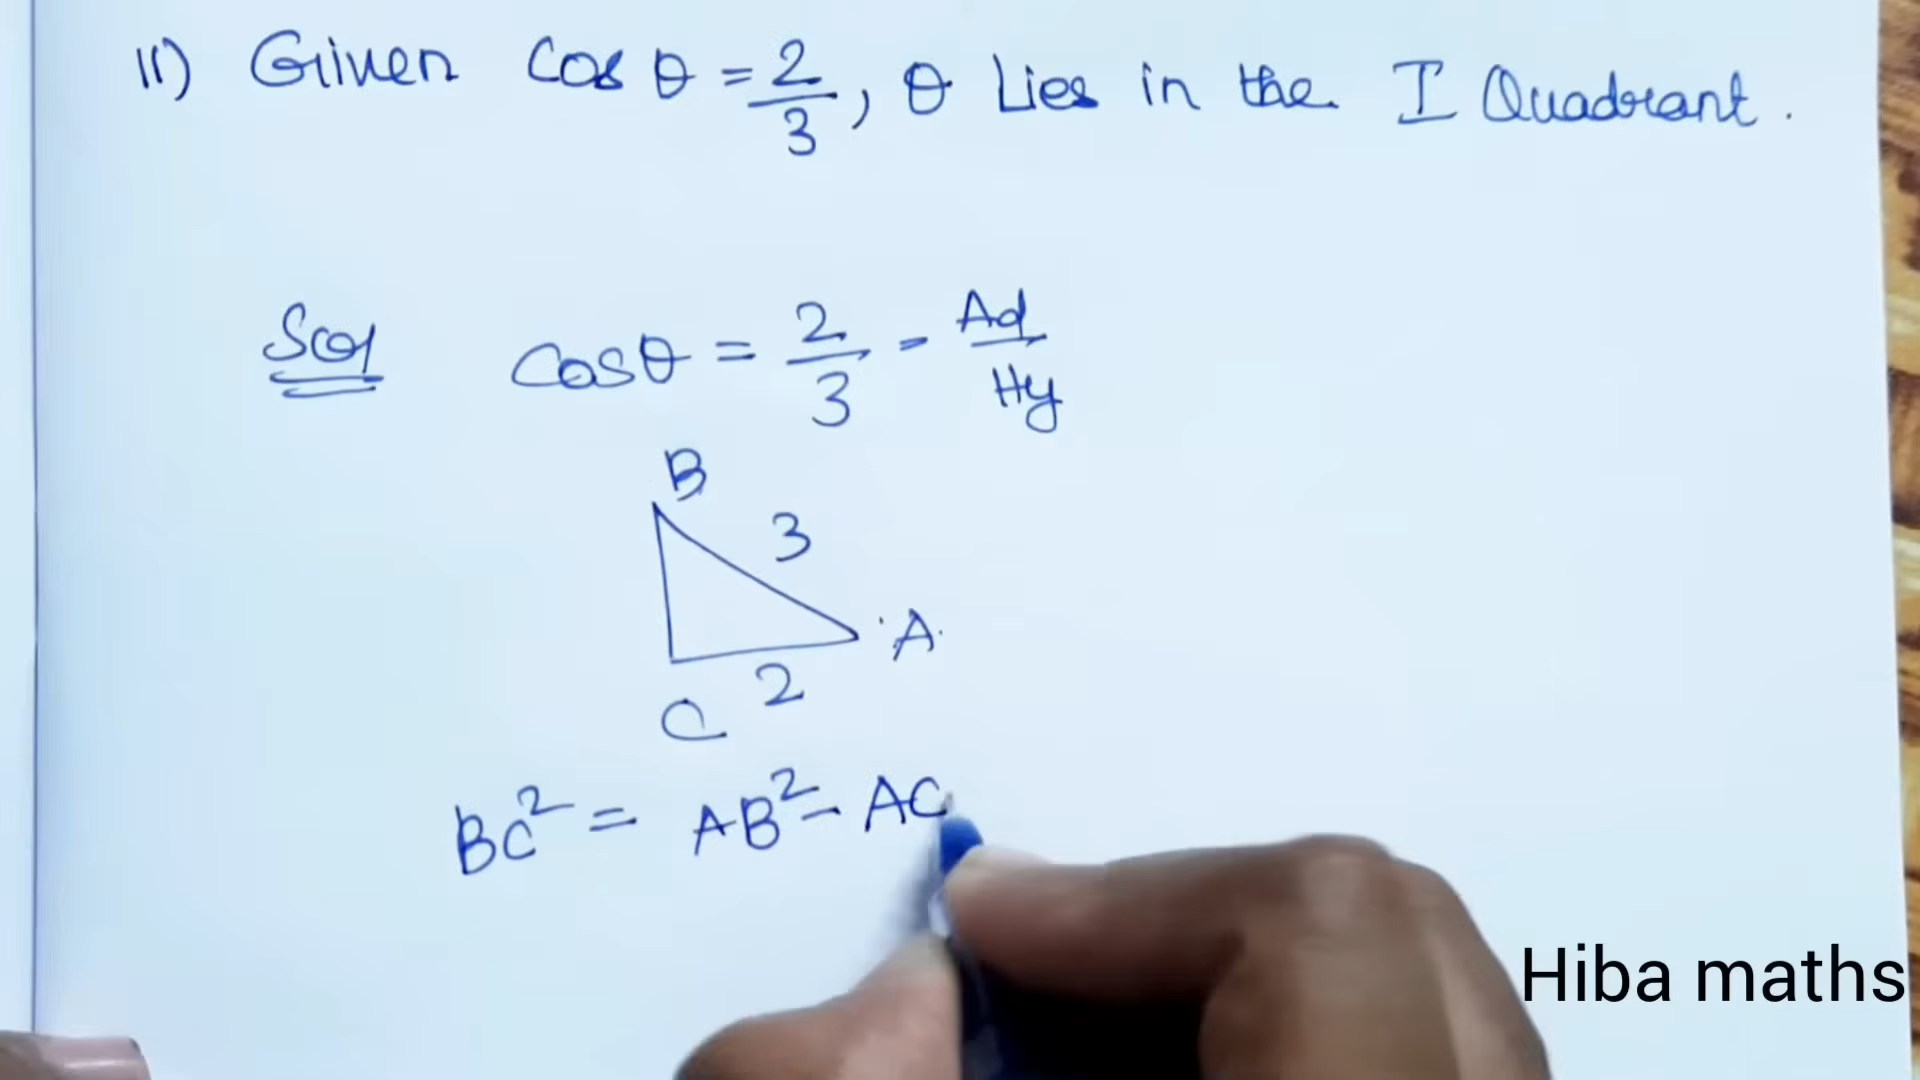 11) Given Cos θ = 2/3, θ Lies in the I Quadrant.
Sol Cosθ = 2/3 = Ad/Hy
B
3
A
2
C
BC² = AB² - AC
Hiba maths